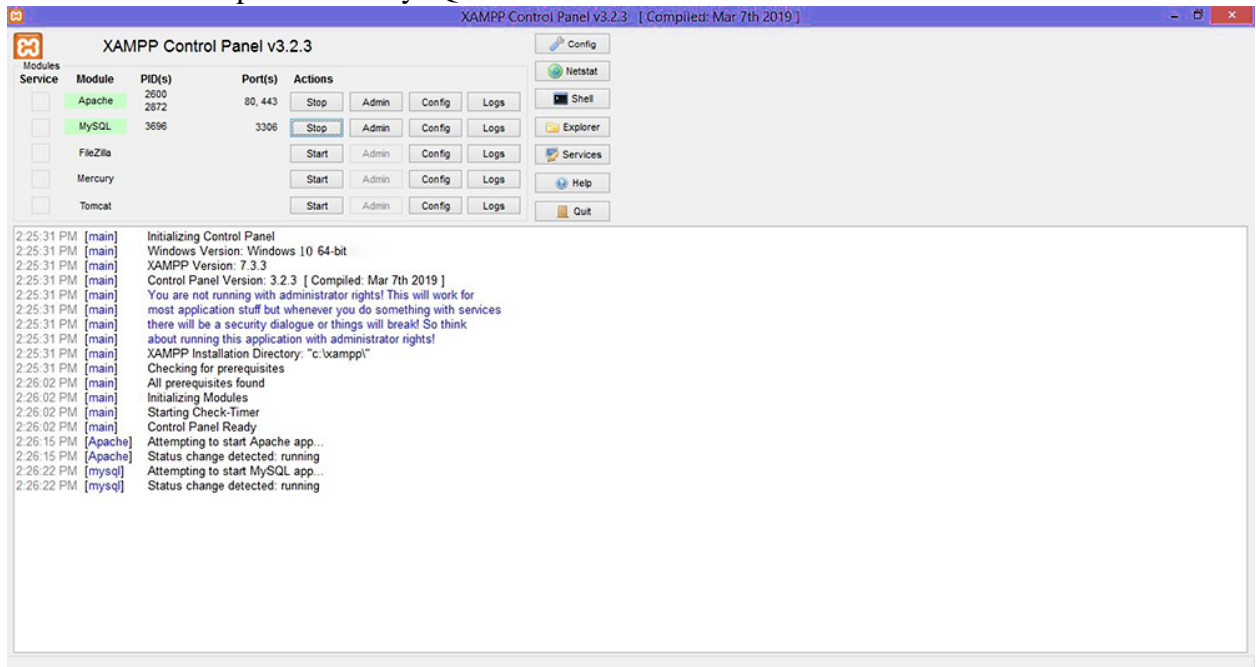 XAMPP Control Panel v3.2.3 [ Compiled: Mar 7th 2019 ]
XAMPP Control Panel v3.2.3
Config
Modules
Service Module PID(s) Port(s) Actions
Netstat
Apache 2600 2872 80, 443 Stop Admin Config Logs
Shell
MySQL 3696 3306 Stop Admin Config Logs
Explorer
FileZilla Start Admin Config Logs
Services
Mercury Start Admin Config Logs
Help
Tomcat Start Admin Config Logs
Quit
2:25:31 PM [main] Initializing Control Panel
2:25:31 PM [main] Windows Version: Windows 10 64-bit
2:25:31 PM [main] XAMPP Version: 7.3.3
2:25:31 PM [main] Control Panel Version: 3.2.3 [ Compiled: Mar 7th 2019 ]
2:25:31 PM [main] You are not running with administrator rights! This will work for
2:25:31 PM [main] most application stuff but whenever you do something with services
2:25:31 PM [main] there will be a security dialogue or things will break! So think
2:25:31 PM [main] about running this application with administrator rights!
2:25:31 PM [main] XAMPP Installation Directory: "c:\xampp\"
2:25:31 PM [main] Checking for prerequisites
2:26:02 PM [main] All prerequisites found
2:26:02 PM [main] Initializing Modules
2:26:02 PM [main] Starting Check-Timer
2:26:02 PM [main] Control Panel Ready
2:26:15 PM [Apache] Attempting to start Apache app...
2:26:15 PM [Apache] Status change detected: running
2:26:22 PM [mysql] Attempting to start MySQL app...
2:26:22 PM [mysql] Status change detected: running